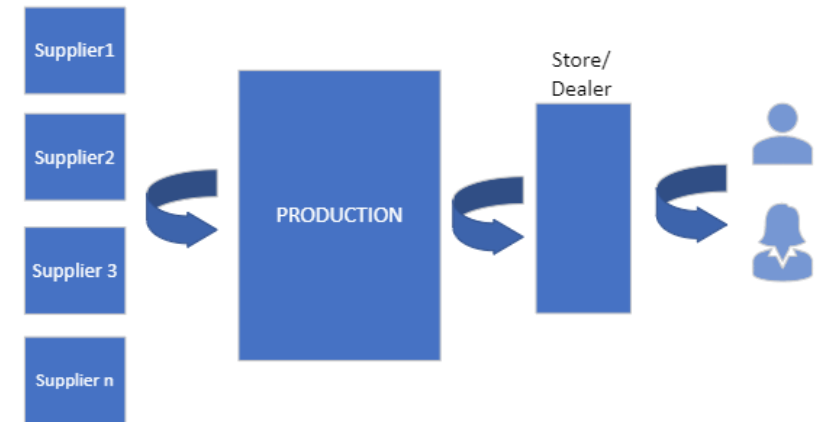 Supplier1
Supplier2
Supplier 3
Supplier n
PRODUCTION
Store/
Dealer